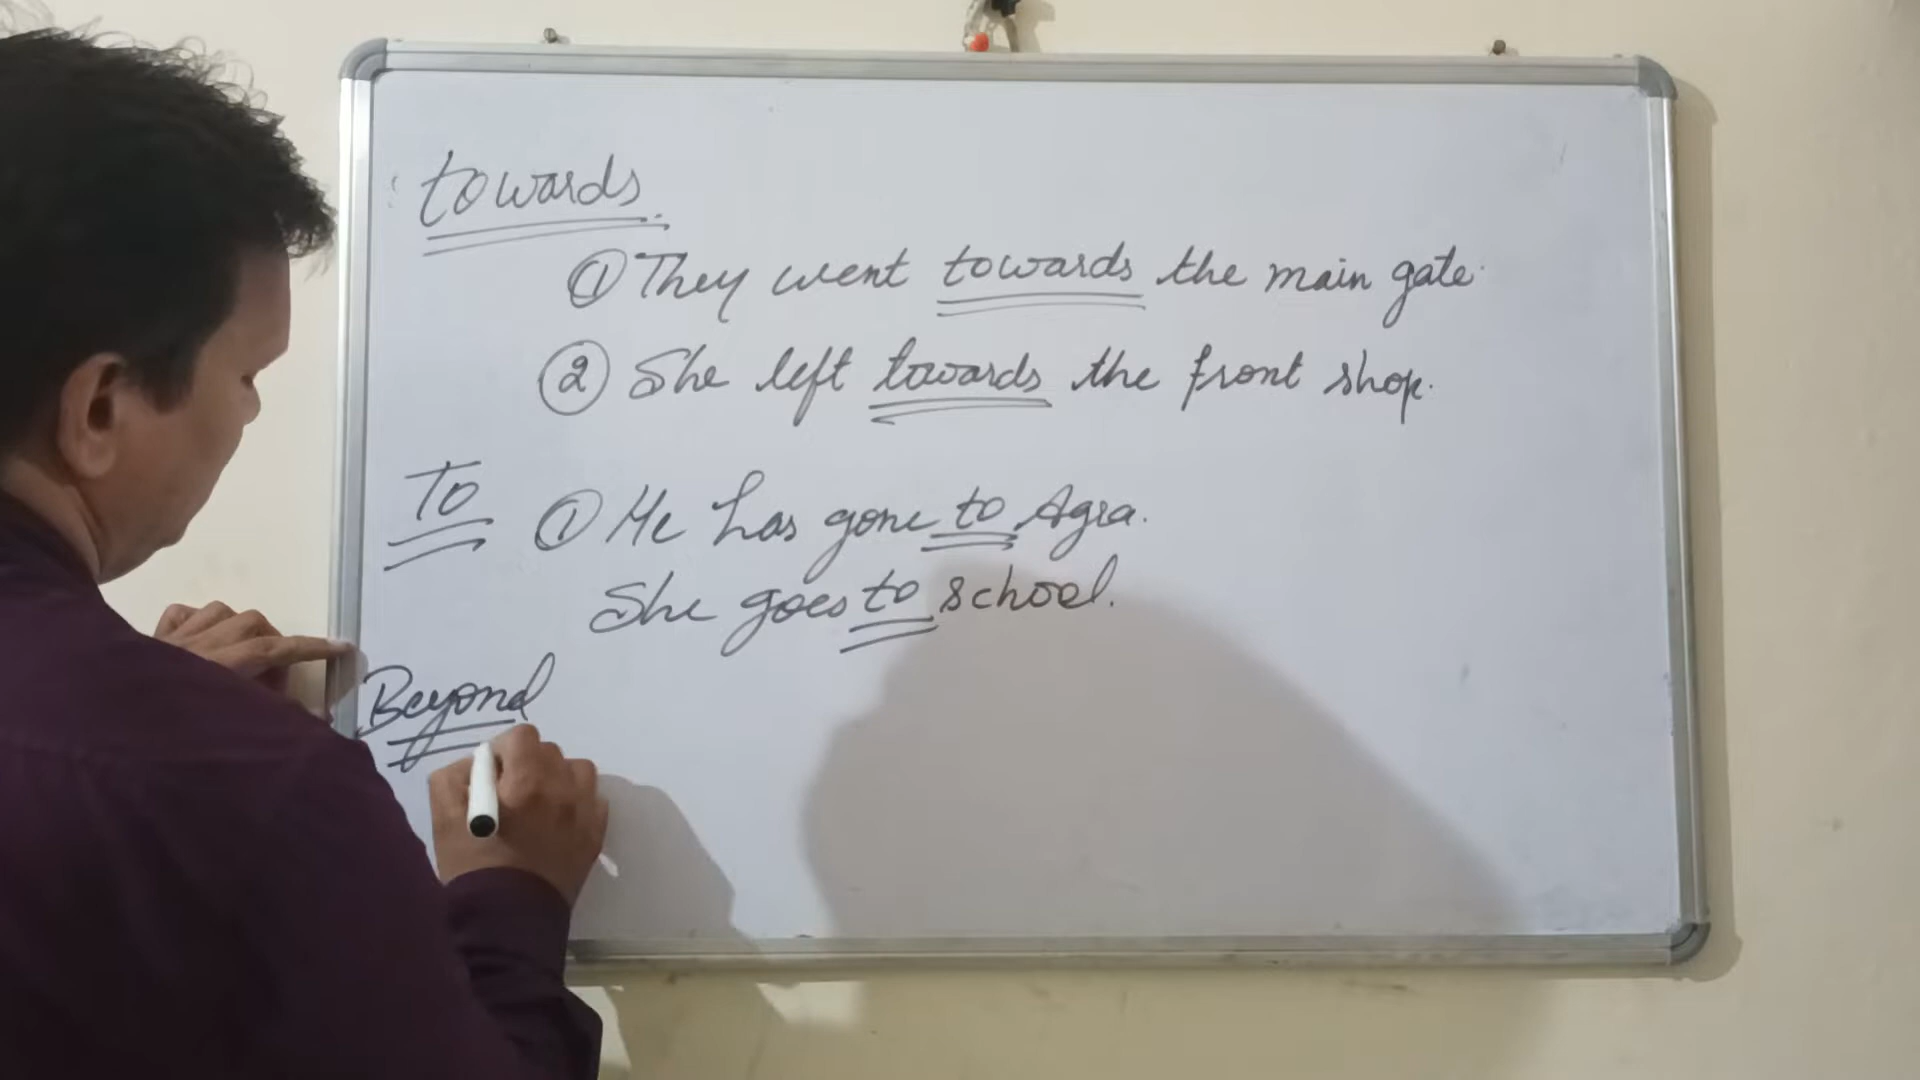 towards.
① They went towards the main gate.
② She left towards the front shop.
To ① He has gone to Agra.
She goes to school.
Beyond